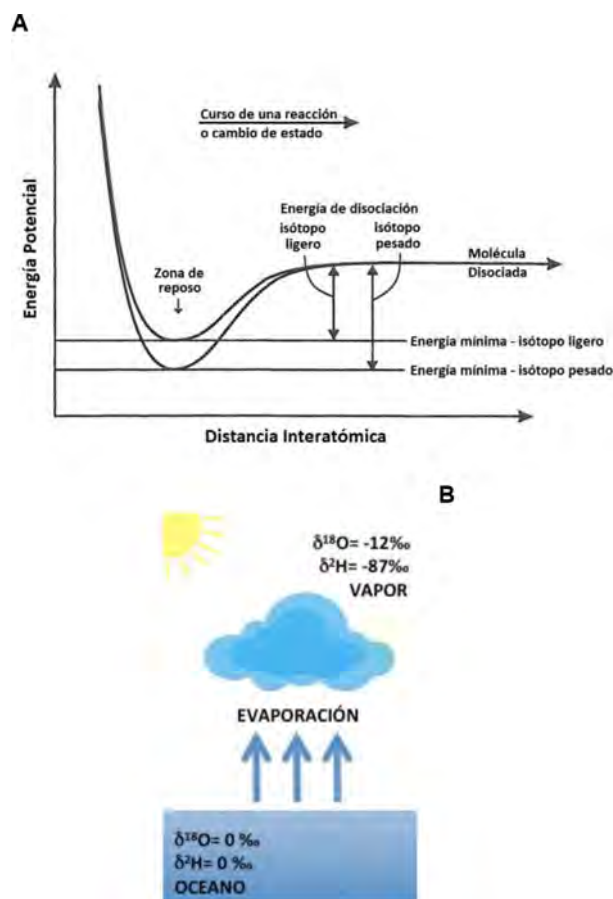 A
Curso de una reacción
o cambio de estado
Energía Potencial
Energía de disociación
isótopo
ligero
isótopo
pesado
Zona de
reposo
Molécula
Disociada
Energía mínima - isótopo ligero
Energía mínima - isótopo pesado
Distancia Interatómica
B
δ¹⁸O= -12‰
δ²H= -87‰
VAPOR
EVAPORACIÓN
δ¹⁸O= 0 ‰
δ²H= 0 ‰
OCEANO